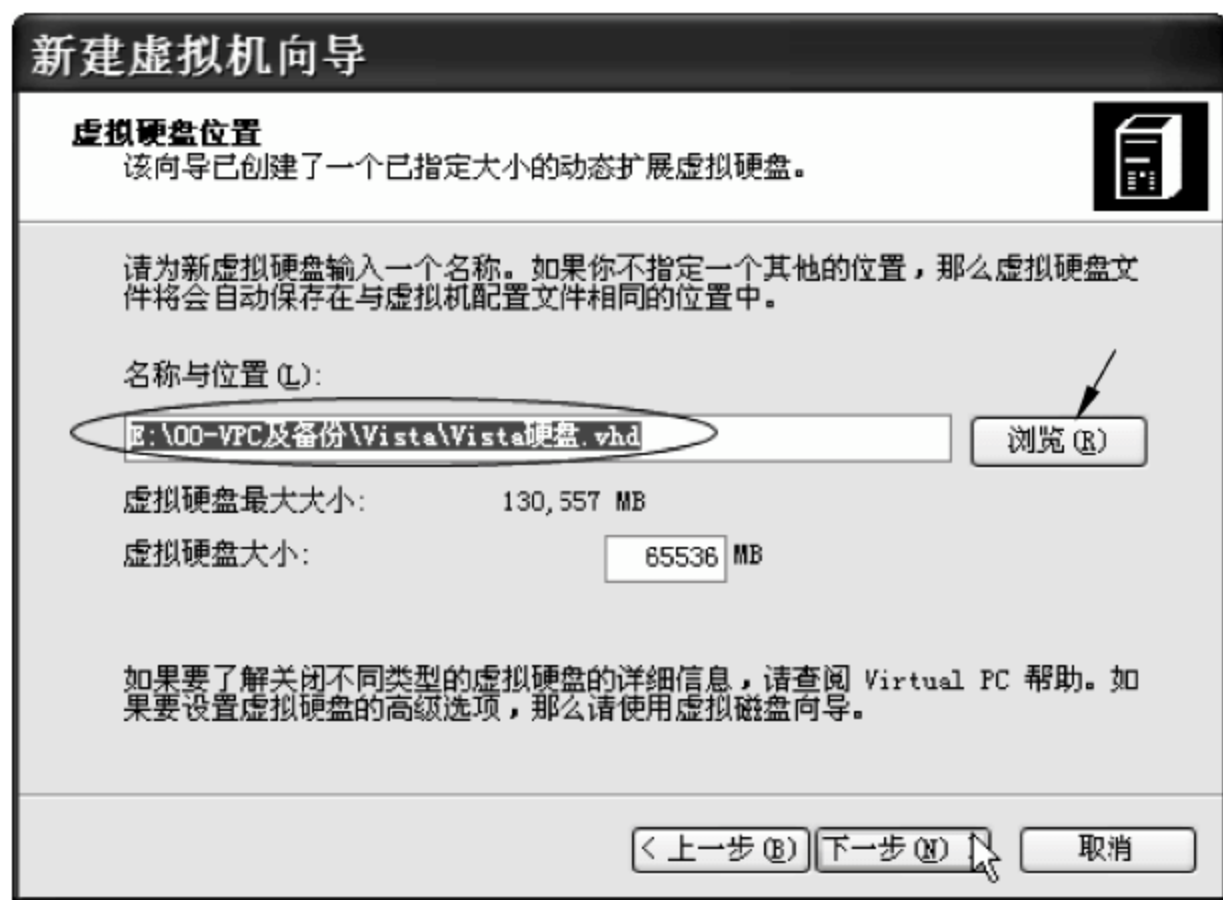 新建虚拟机向导
虚拟硬盘位置
该向导已创建了一个已指定大小的动态扩展虚拟硬盘。
请为新虚拟硬盘输入一个名称。如果你不指定一个其他的位置，那么虚拟硬盘文
件将会自动保存在与虚拟机配置文件相同的位置中。
名称与位置(L):
E:\00-VPC及备份\Vista\Vista硬盘.vhd
浏览(R)
虚拟硬盘最大大小: 130,557 MB
虚拟硬盘大小: 65536 MB
如果要了解关闭不同类型的虚拟硬盘的详细信息，请查阅 Virtual PC 帮助。如
果要设置虚拟硬盘的高级选项，那么请使用虚拟磁盘向导。
< 上一步(B) 下一步(N) > 取消